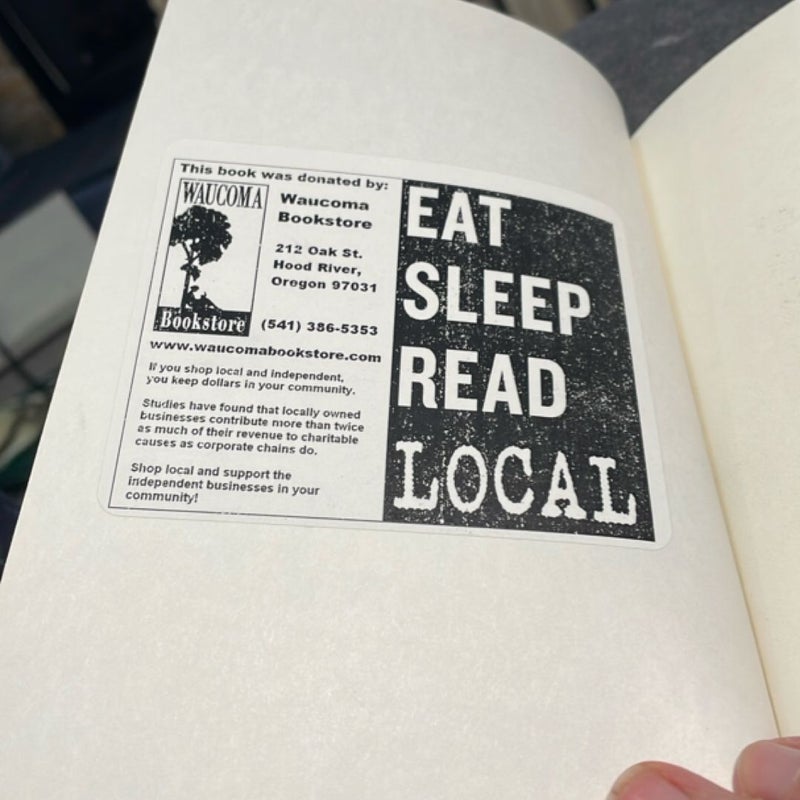 This book was donated by:
WAUCOMA
Bookstore
Waucoma
Bookstore
212 Oak St.
Hood River,
Oregon 97031
(541) 386-5353
www.waucomabookstore.com
If you shop local and independent,
you keep dollars in your community.
Studies have found that locally owned
businesses contribute more than twice
as much of their revenue to charitable
causes as corporate chains do.
Shop local and support the
independent businesses in your
community!
EAT
SLEEP
READ
LOCAL